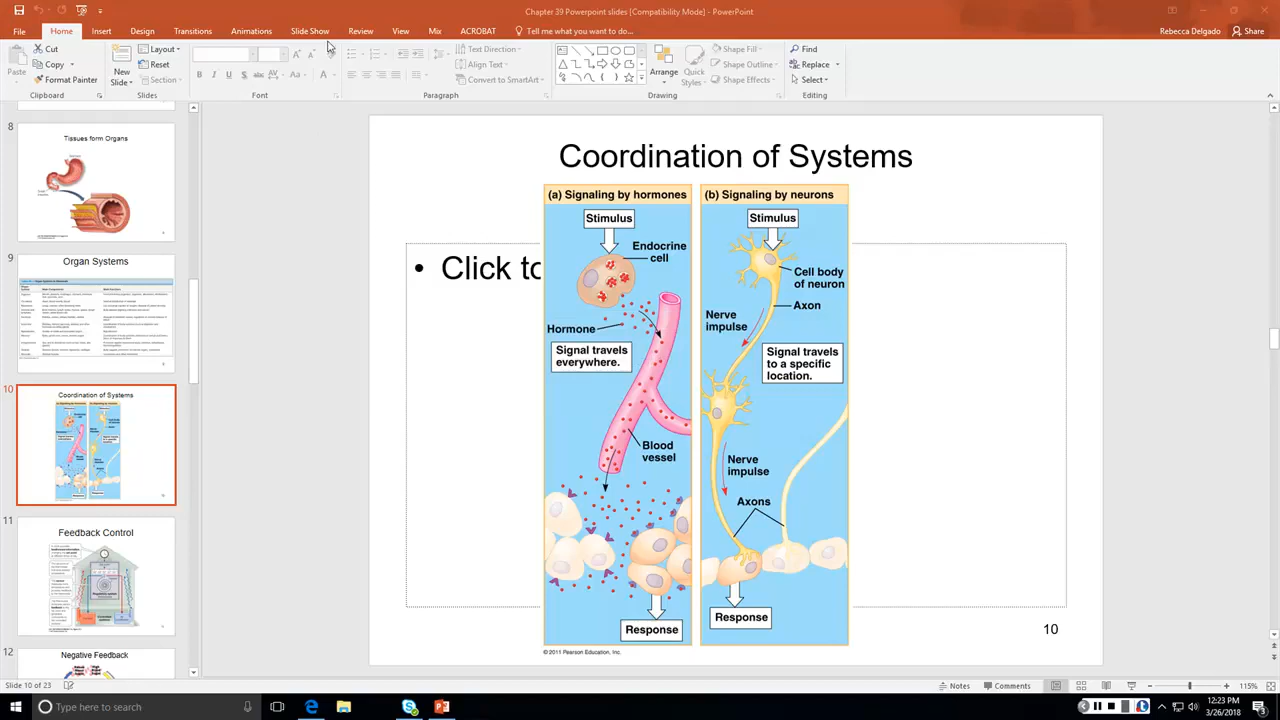 Chapter 39 Powerpoint slides [Compatibility Mode] - PowerPoint
File Home Insert Design Transitions Animations Slide Show Review View Mix ACROBAT Tell me what you want to do... Rebecca Delgado Share
Cut
Copy
Format Painter
Paste
Clipboard
New
Slide
Layout
Reset
Section
Slides
B I U S abc AV Aa A
Font
Text Direction
Align Text
Convert to SmartArt
Paragraph
Arrange
Quick
Styles
Shape Fill
Shape Outline
Shape Effects
Drawing
Find
Replace
Select
Editing
8
Tissues form Organs
9
Organ Systems
10
Coordination of Systems
11
Feedback Control
12
Negative Feedback
Coordination of Systems
• Click to
(a) Signaling by hormones
Stimulus
Endocrine
cell
Hormone
Signal travels
everywhere.
Blood
vessel
Response
(b) Signaling by neurons
Stimulus
Cell body
of neuron
Axon
Nerve
impulse
Signal travels
to a specific
location.
Nerve
impulse
Axons
Response
© 2011 Pearson Education, Inc.
10
Slide 10 of 23
Notes Comments 115%
Type here to search
12:23 PM
3/26/2018